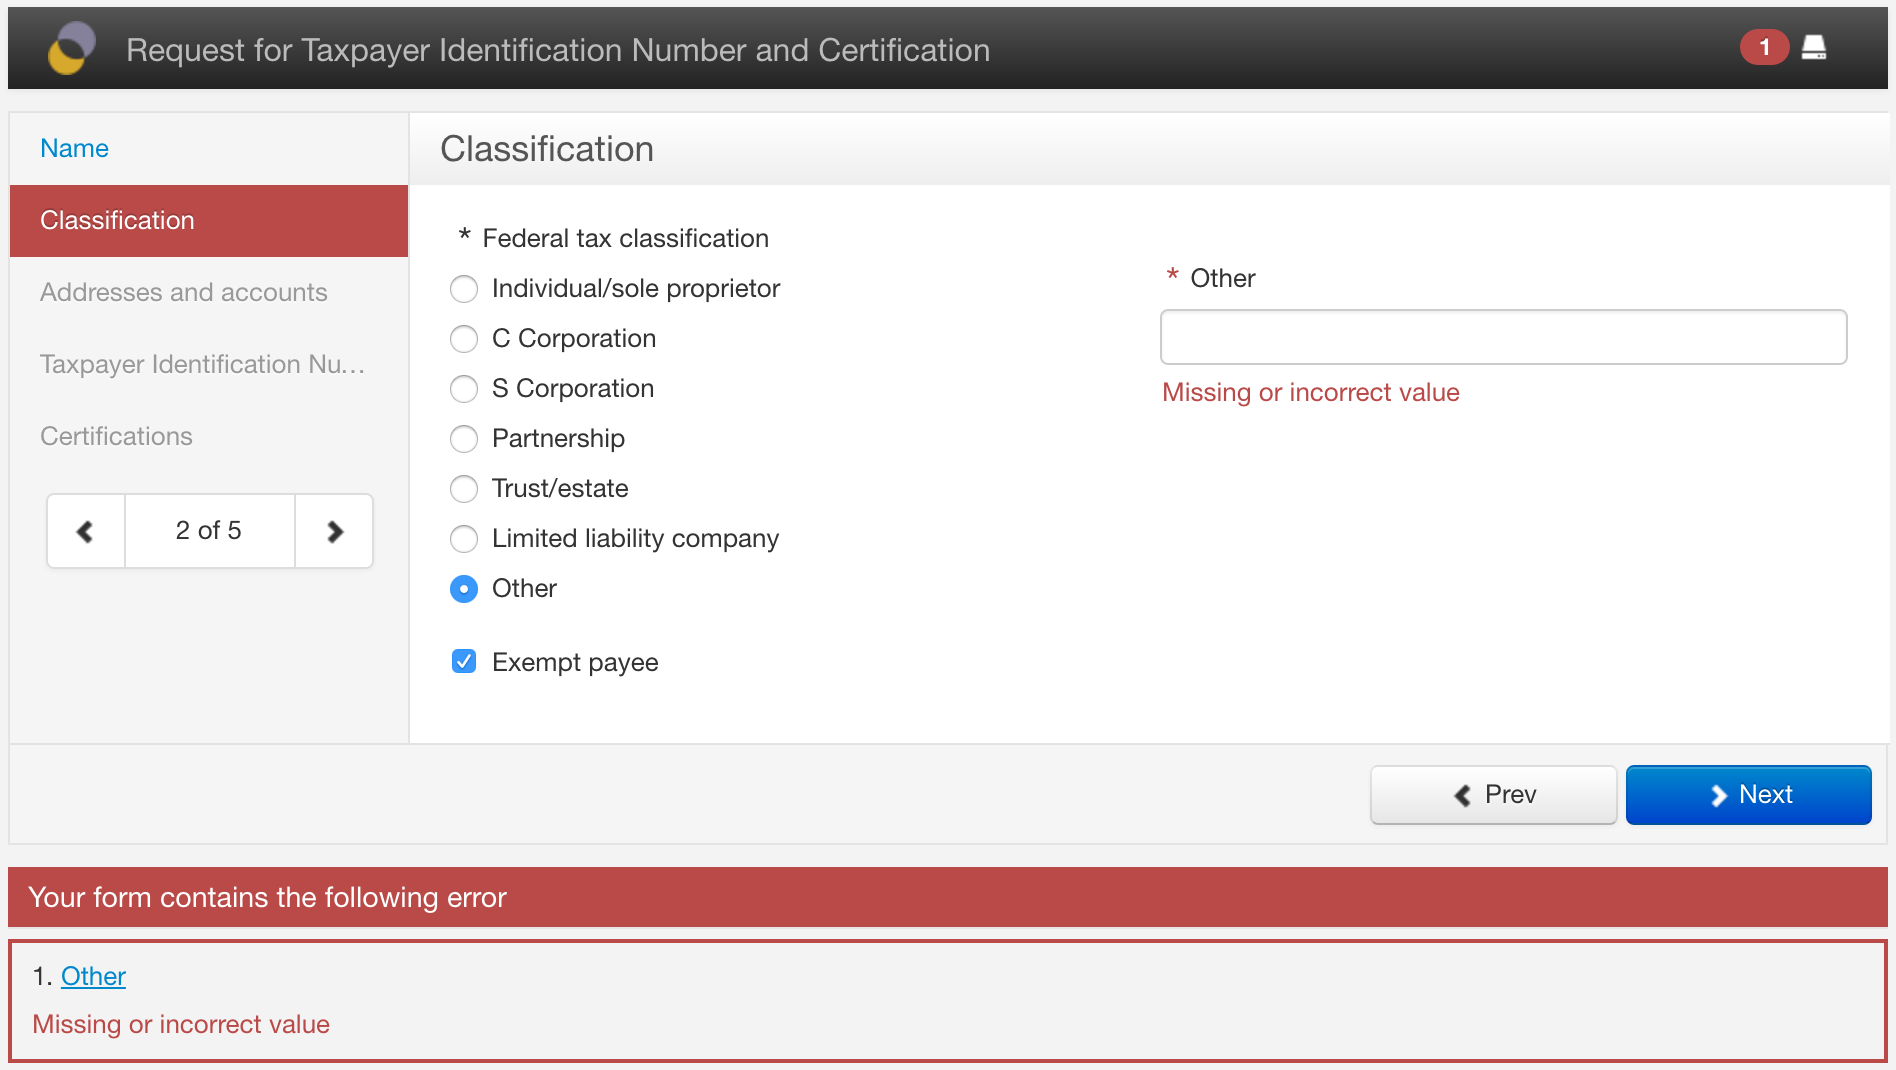 Request for Taxpayer Identification Number and Certification
1
Name
Classification
Addresses and accounts
Taxpayer Identification Nu…
Certifications
2 of 5
Classification
* Federal tax classification
Individual/sole proprietor
C Corporation
S Corporation
Partnership
Trust/estate
Limited liability company
Other
Exempt payee
* Other
Missing or incorrect value
Prev
Next
Your form contains the following error
1. Other
Missing or incorrect value